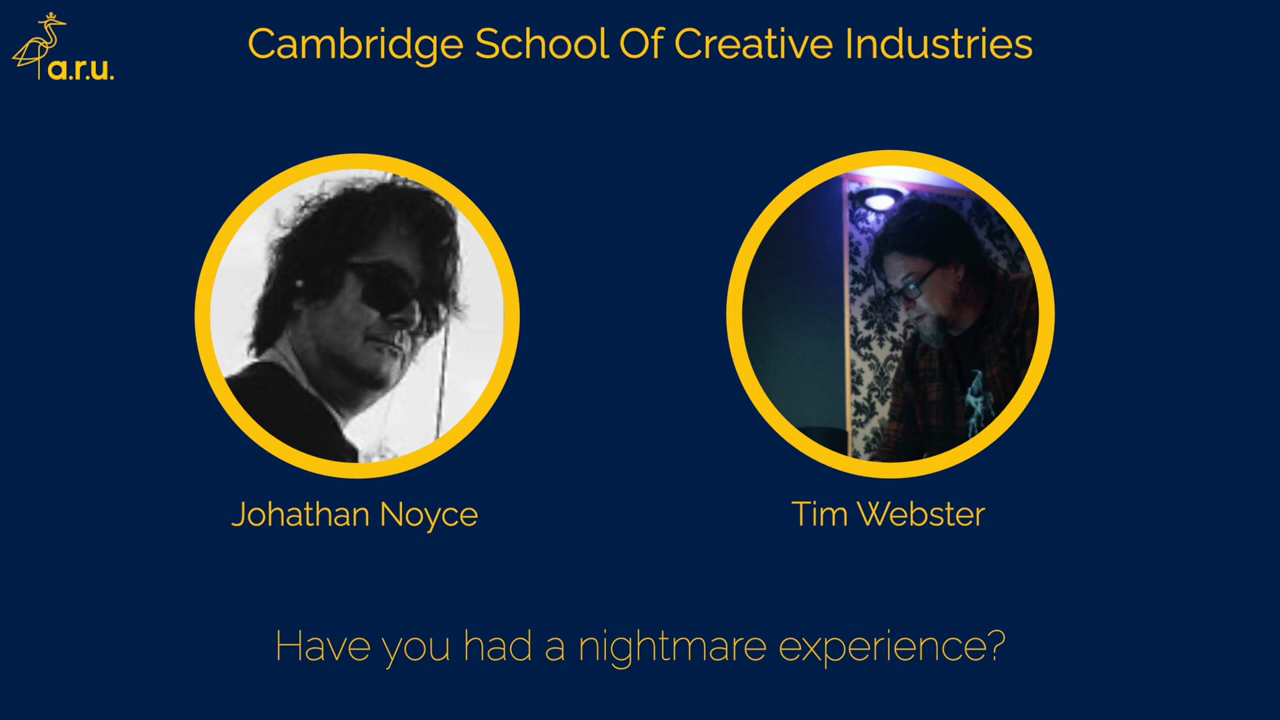 a.r.u.
Cambridge School Of Creative Industries
Johathan Noyce
Tim Webster
Have you had a nightmare experience?